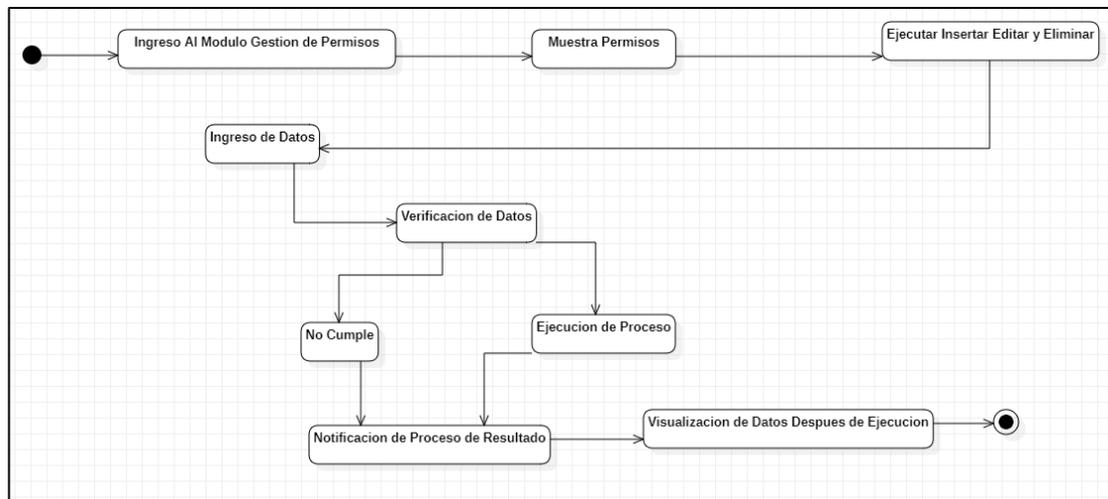 Ingreso Al Modulo Gestion de Permisos
Muestra Permisos
Ejecutar Insertar Editar y Eliminar
Ingreso de Datos
Verificacion de Datos
No Cumple
Ejecucion de Proceso
Notificacion de Proceso de Resultado
Visualizacion de Datos Despues de Ejecucion